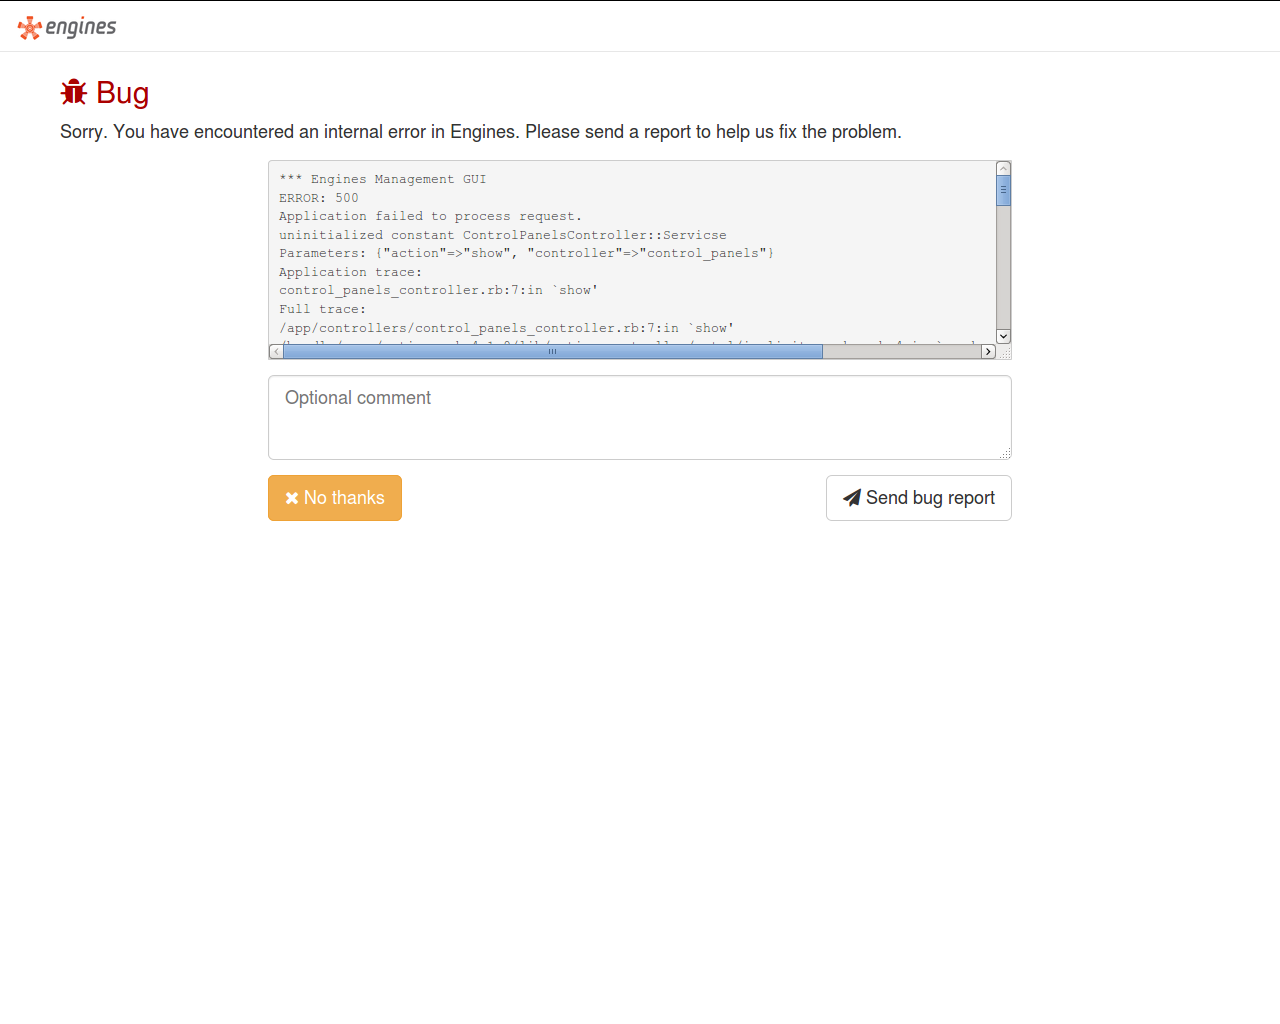 engines
Bug
Sorry. You have encountered an internal error in Engines. Please send a report to help us fix the problem.
*** Engines Management GUI
ERROR: 500
Application failed to process request.
uninitialized constant ControlPanelsController::Servicse
Parameters: {"action"=>"show", "controller"=>"control_panels"}
Application trace:
control_panels_controller.rb:7:in `show'
Full trace:
/app/controllers/control_panels_controller.rb:7:in `show'
Optional comment
No thanks
Send bug report